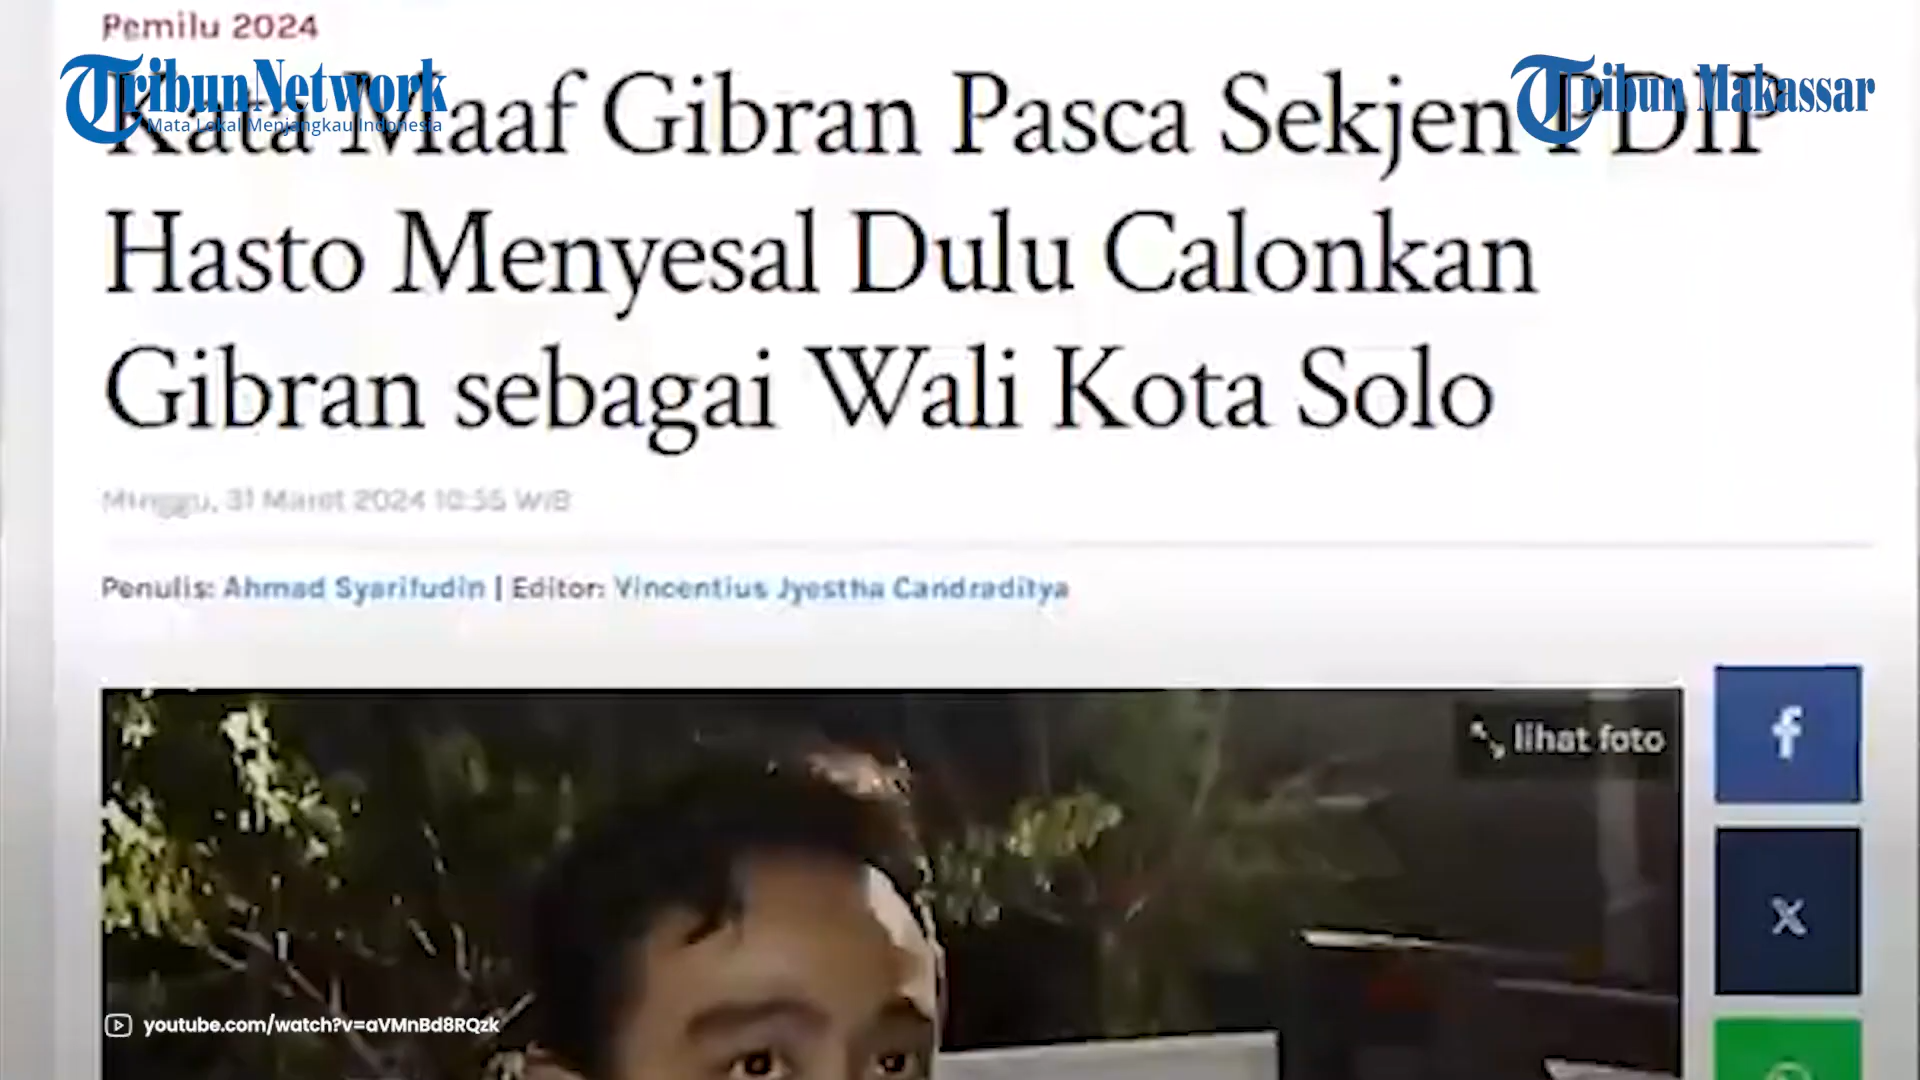 Pemilu 2024
TribunNetwork
Mata Lokal Menjangkau Indonesia
Tribun Makassar
Kata Maaf Gibran Pasca Sekjen PDIP
Hasto Menyesal Dulu Calonkan
Gibran sebagai Wali Kota Solo
Minggu, 31 Maret 2024 10:55 WIB
Penulis: Ahmad Syarifudin | Editor: Vincentius Jyestha Candraditya
lihat foto
f
X
youtube.com/watch?v=aVMnBd8RQzk